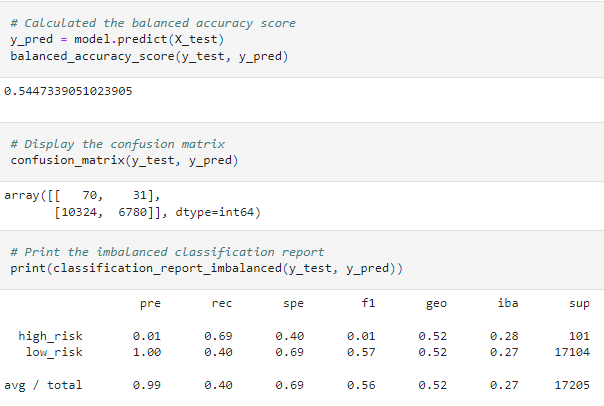 # Calculated the balanced accuracy score
y_pred = model.predict(X_test)
balanced_accuracy_score(y_test, y_pred)
0.5447339051023905
# Display the confusion matrix
confusion_matrix(y_test, y_pred)
array([[   70,    31],
       [10324,  6780]], dtype=int64)
# Print the imbalanced classification report
print(classification_report_imbalanced(y_test, y_pred))
pre rec spe f1 geo iba sup
high_risk 0.01 0.69 0.40 0.01 0.52 0.28 101
low_risk 1.00 0.40 0.69 0.57 0.52 0.27 17104
avg / total 0.99 0.40 0.69 0.56 0.52 0.27 17205